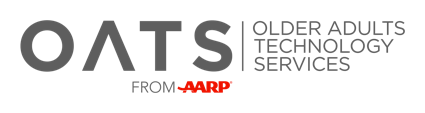 OATS
OLDER ADULTS
TECHNOLOGY
SERVICES
FROM AARP®